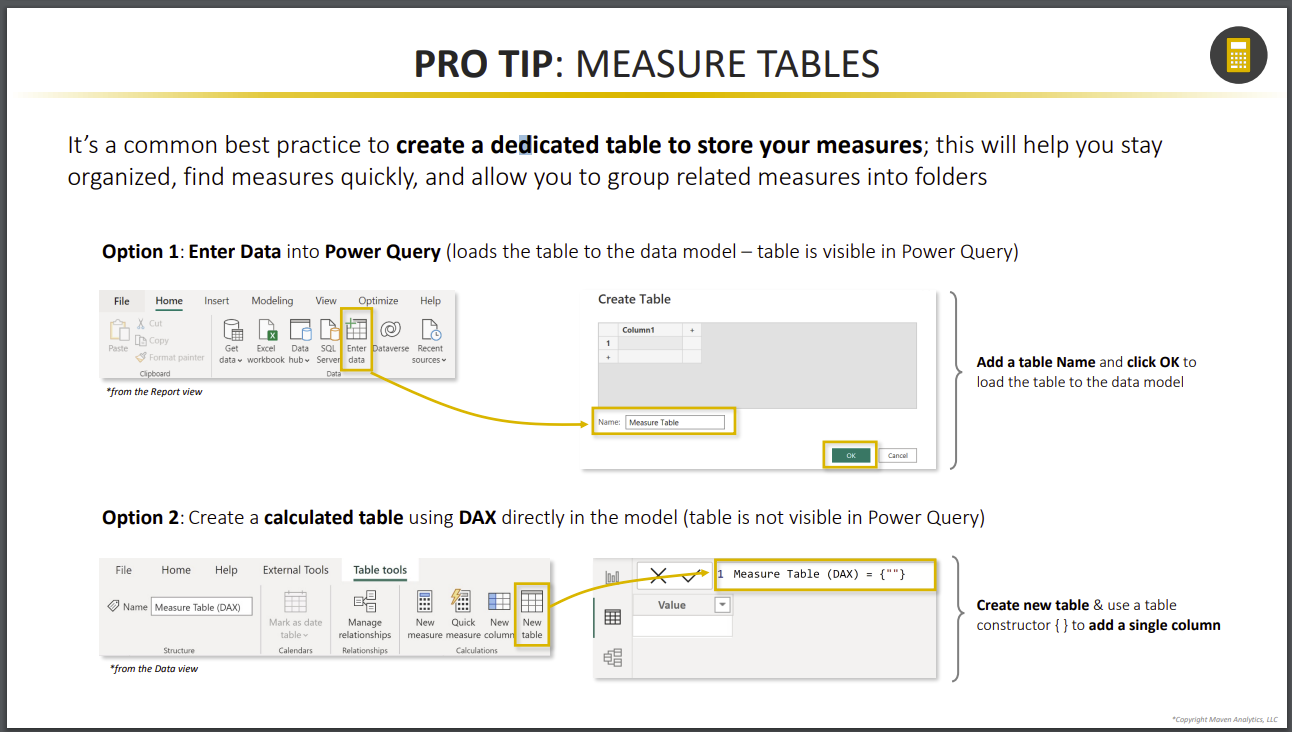 PRO TIP: MEASURE TABLES
It’s a common best practice to create a dedicated table to store your measures; this will help you stay
organized, find measures quickly, and allow you to group related measures into folders
Option 1: Enter Data into Power Query (loads the table to the data model – table is visible in Power Query)
File Home Insert Modeling View Optimize Help
Paste
Cut
Copy
Format painter
Clipboard
Get data
Excel workbook
Data hub
SQL Server
Enter data
Dataverse
Recent sources
Data
*from the Report view
Create Table
Column1 +
1
+
Name: Measure Table
OK Cancel
Add a table Name and click OK to
load the table to the data model
Option 2: Create a calculated table using DAX directly in the model (table is not visible in Power Query)
File Home Help External Tools Table tools
Name Measure Table (DAX)
Structure
Mark as date table
Calendars
Manage relationships
Relationships
New measure
Quick measure
New column
New table
Calculations
*from the Data view
1 Measure Table (DAX) = {""}
Value
Create new table & use a table
constructor { } to add a single column
*Copyright Maven Analytics, LLC